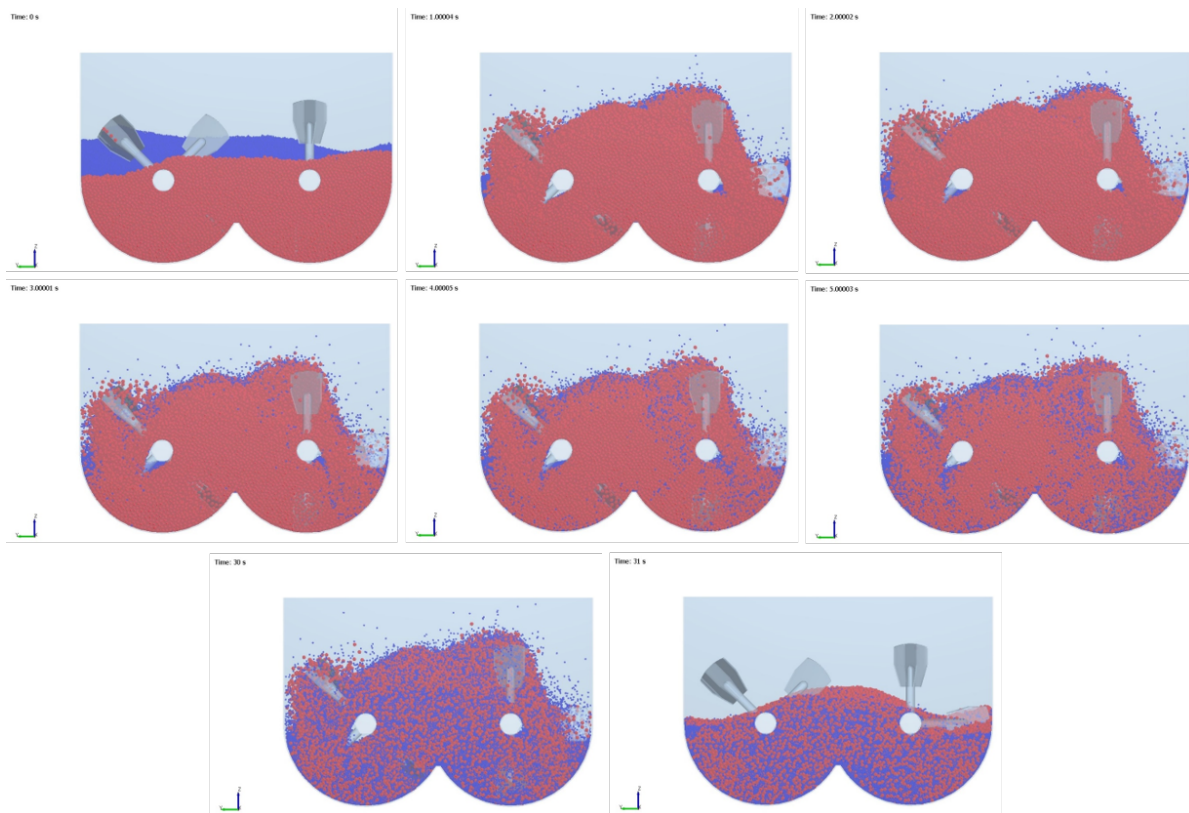 Time: 0 s
Time: 1.00004 s
Time: 2.00002 s
Time: 3.00001 s
Time: 4.00005 s
Time: 5.00003 s
Time: 30 s
Time: 31 s